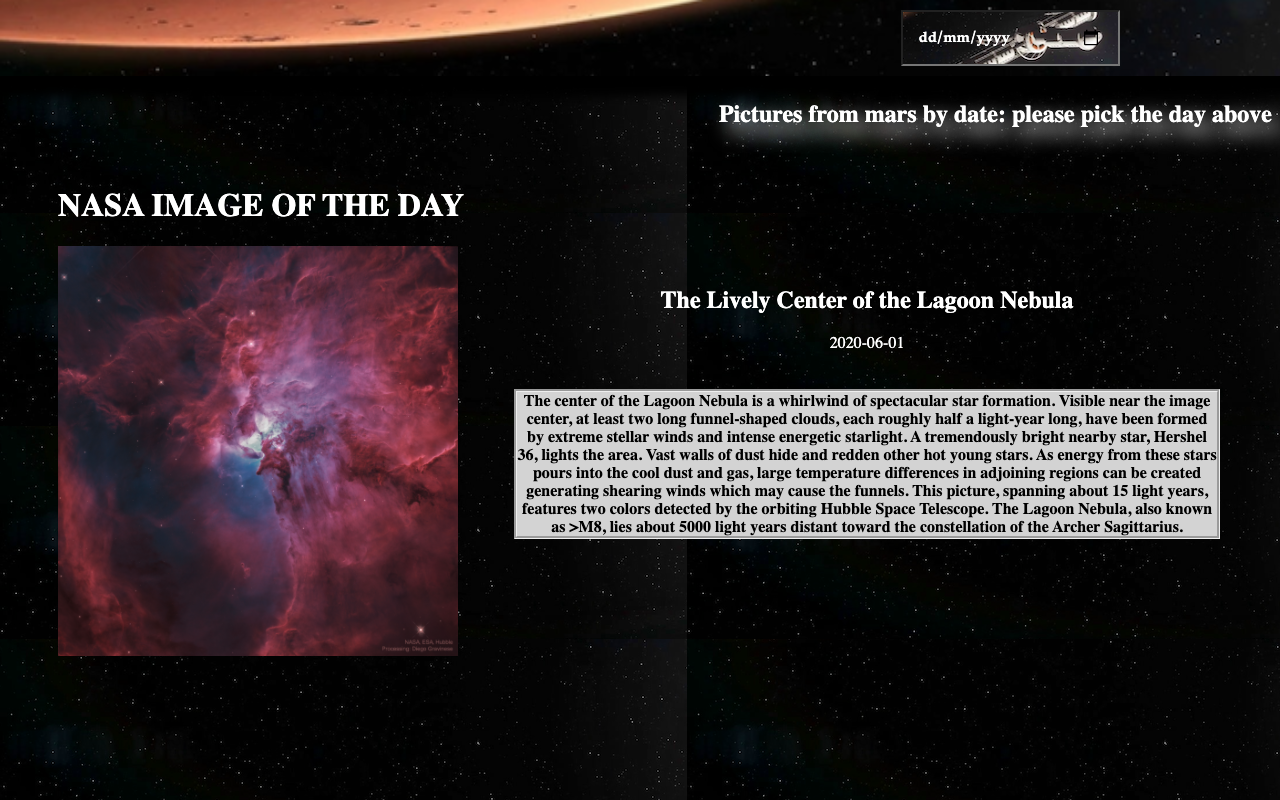 dd/mm/yyyy
Pictures from mars by date: please pick the day above
NASA IMAGE OF THE DAY
The Lively Center of the Lagoon Nebula
2020-06-01
The center of the Lagoon Nebula is a whirlwind of spectacular star formation. Visible near the image
center, at least two long funnel-shaped clouds, each roughly half a light-year long, have been formed
by extreme stellar winds and intense energetic starlight. A tremendously bright nearby star, Hershel
36, lights the area. Vast walls of dust hide and redden other hot young stars. As energy from these stars
pours into the cool dust and gas, large temperature differences in adjoining regions can be created
generating shearing winds which may cause the funnels. This picture, spanning about 15 light years,
features two colors detected by the orbiting Hubble Space Telescope. The Lagoon Nebula, also known
as >M8, lies about 5000 light years distant toward the constellation of the Archer Sagittarius.
NASA, ESA, Hubble
Processing: Diego Gravinese